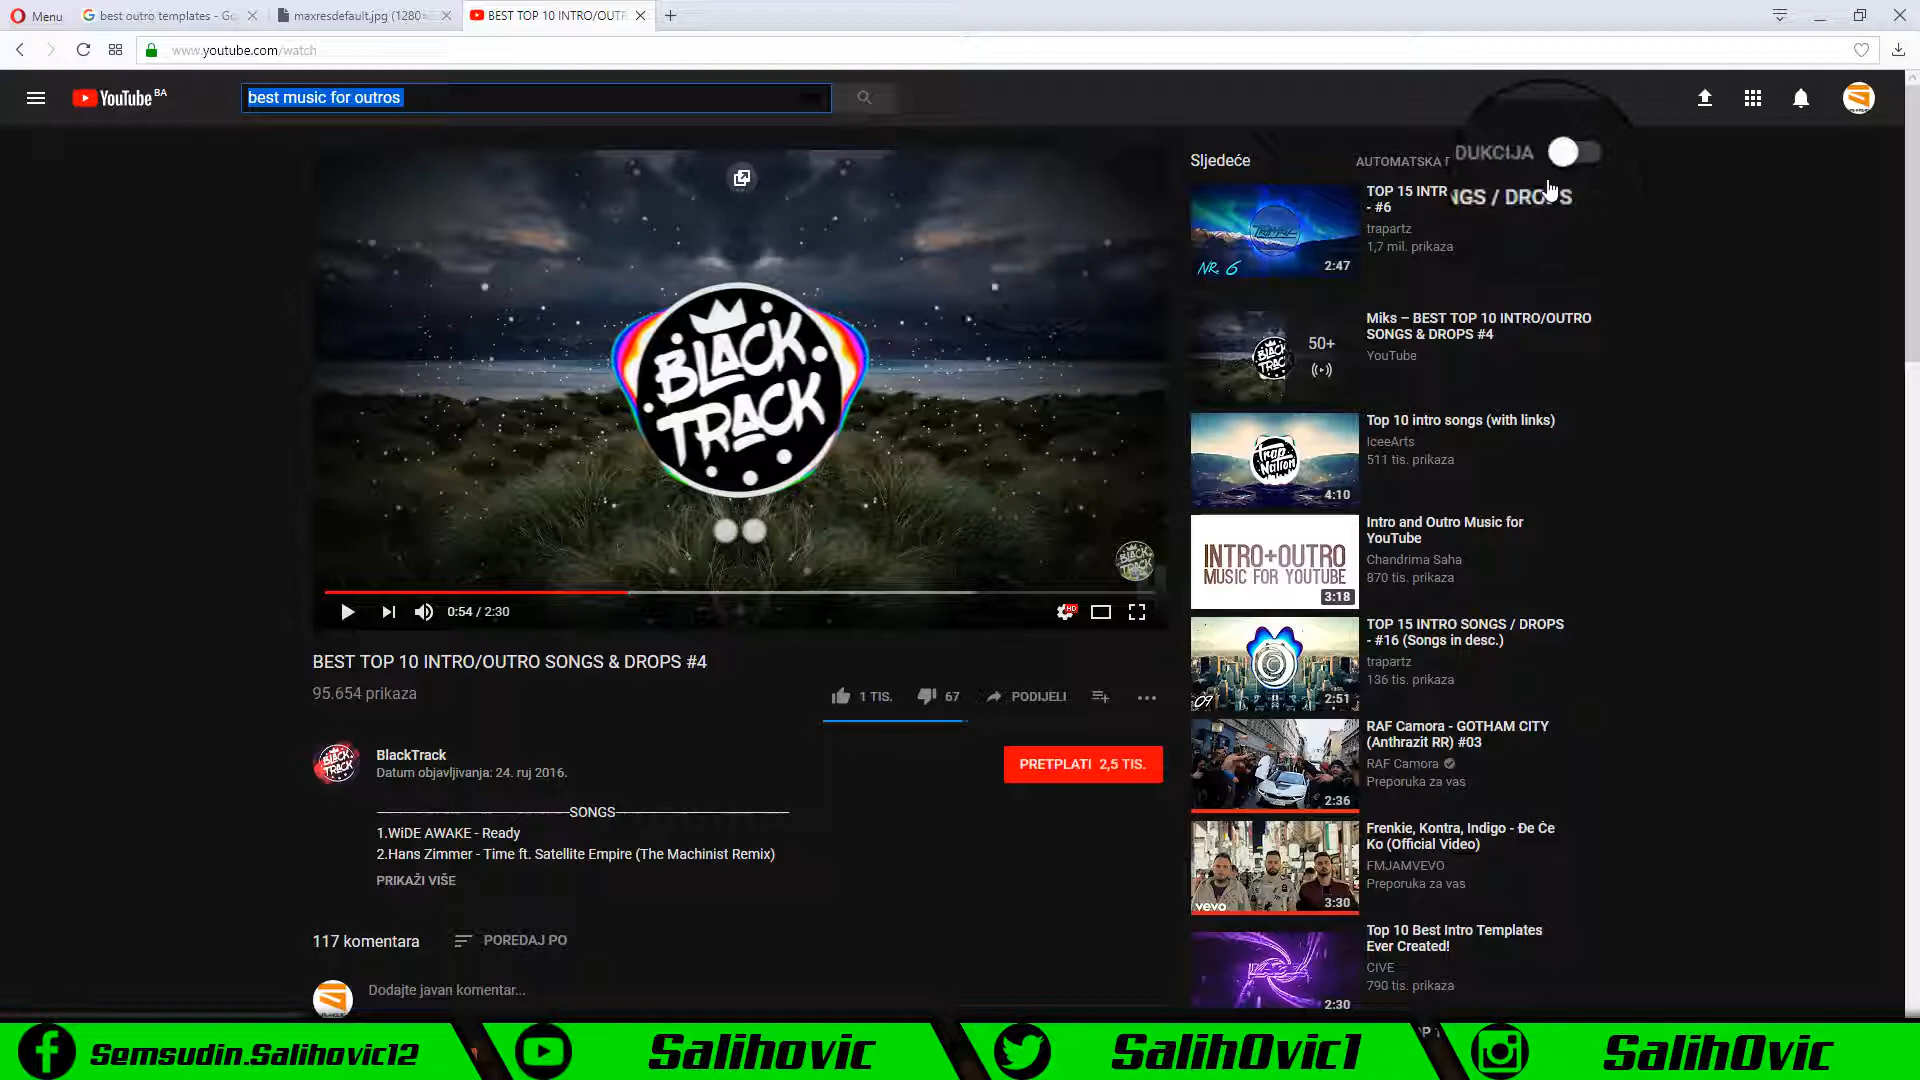 Menu
best outro templates - Go
maxresdefault.jpg (1280×
BEST TOP 10 INTRO/OUTR
www.youtube.com/watch
YouTube BA
best music for outros
BLACK TRACK
BLACK TRACK
0:54 / 2:30
HD
BEST TOP 10 INTRO/OUTRO SONGS & DROPS #4
95.654 prikaza
1 TIS.
67
PODIJELI
BLACK TRACK
BlackTrack
Datum objavljivanja: 24. ruj 2016.
PRETPLATI 2,5 TIS.
SONGS
1.WiDE AWAKE - Ready
2.Hans Zimmer - Time ft. Satellite Empire (The Machinist Remix)
PRIKAŽI VIŠE
117 komentara
POREDAJ PO
Dodajte javan komentar...
Sljedeće
AUTOMATSKA
DUKCIJA
NGS / DROPS
TOP 15 INTR
- #6
trapartz
1,7 mil. prikaza
NR. 6
2:47
Miks – BEST TOP 10 INTRO/OUTRO
SONGS & DROPS #4
YouTube
50+
Top 10 intro songs (with links)
IceeArts
511 tis. prikaza
Trap Nation
4:10
Intro and Outro Music for
YouTube
Chandrima Saha
870 tis. prikaza
INTRO+OUTRO
MUSIC FOR YOUTUBE
3:18
TOP 15 INTRO SONGS / DROPS
- #16 (Songs in desc.)
trapartz
136 tis. prikaza
2:51
RAF Camora - GOTHAM CITY
(Anthrazit RR) #03
RAF Camora
Preporuka za vas
2:36
Frenkie, Kontra, Indigo - Đe Će
Ko (Official Video)
FMJAMVEVO
Preporuka za vas
vevo
3:30
Top 10 Best Intro Templates
Ever Created!
CIVE
790 tis. prikaza
2:30
Semsudin.Salihovic12
Salihovic
Salih0vic1
Salih0vic